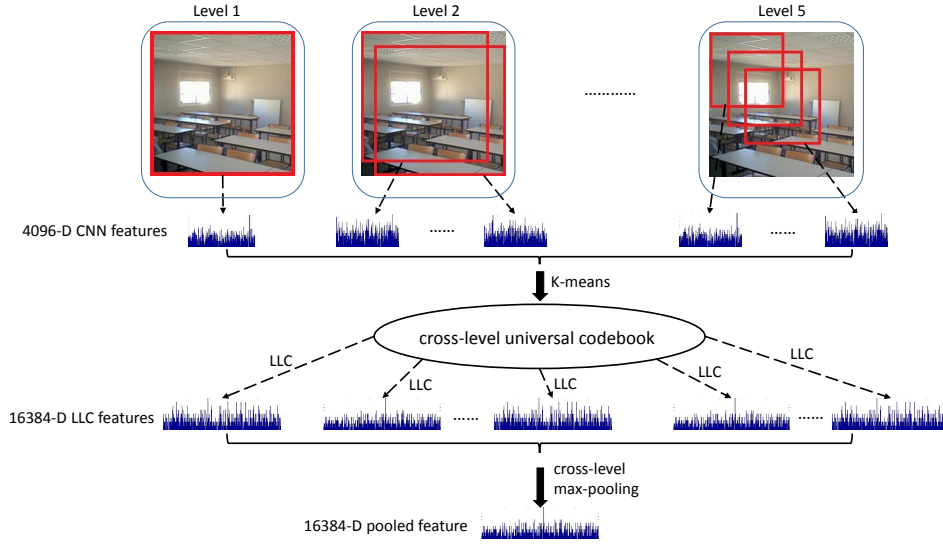 Level 1
Level 2
Level 5
............
4096-D CNN features
......
......
K-means
cross-level universal codebook
LLC
LLC
LLC
LLC
LLC
16384-D LLC features
......
......
cross-level
max-pooling
16384-D pooled feature